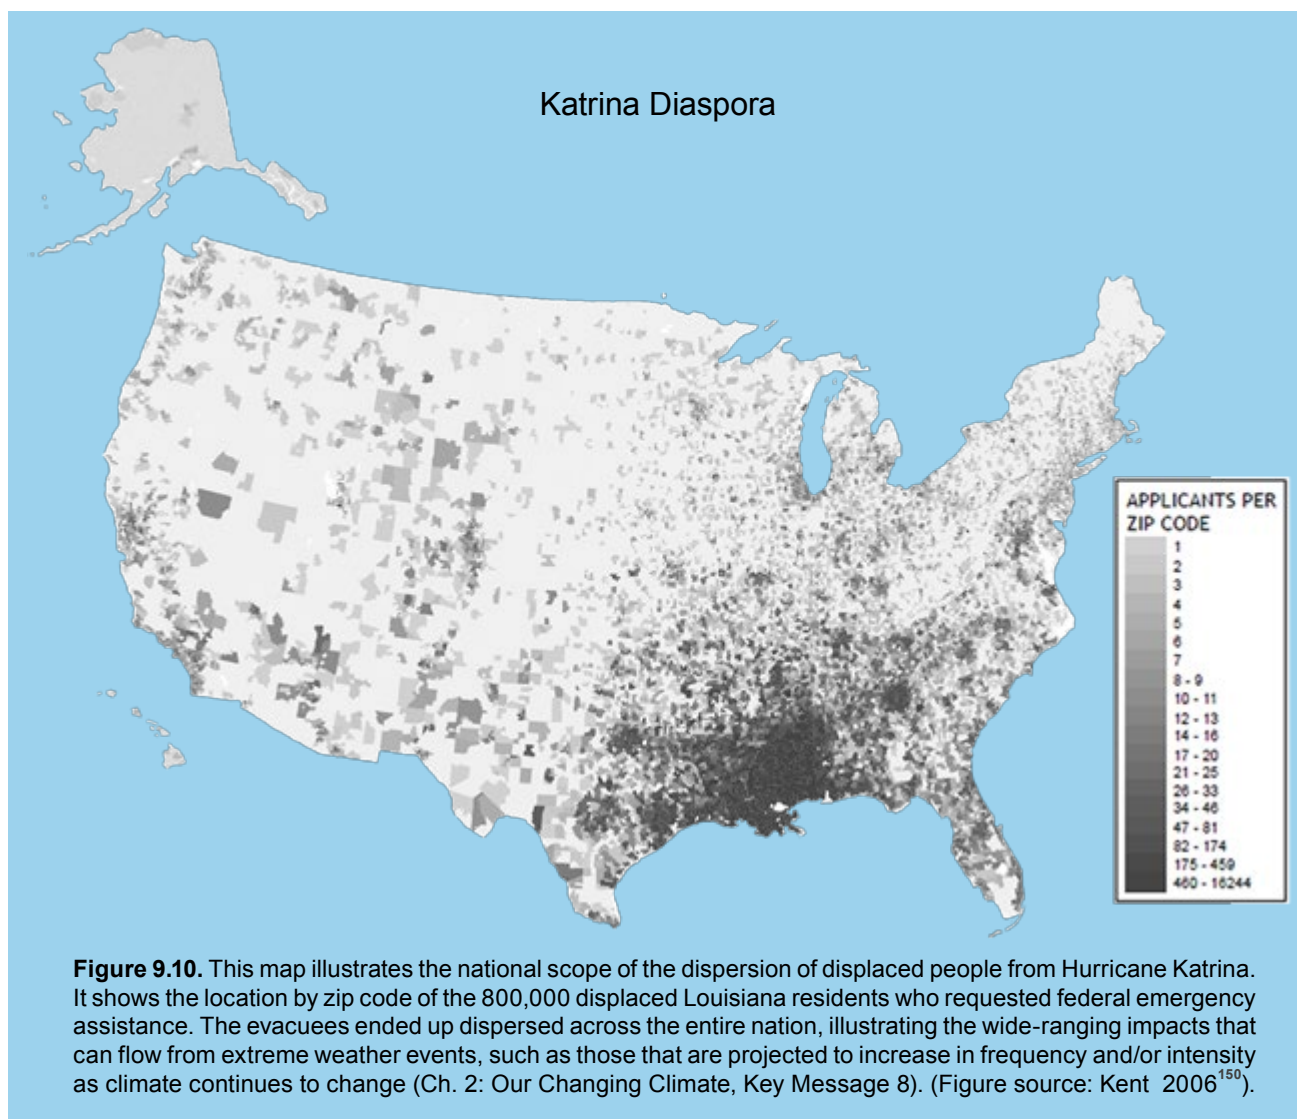 Katrina Diaspora
APPLICANTS PER
ZIP CODE
1
2
3
4
5
6
7
8 - 9
10 - 11
12 - 13
14 - 16
17 - 20
21 - 25
26 - 33
34 - 46
47 - 81
82 - 174
175 - 459
460 - 16244
Figure 9.10. This map illustrates the national scope of the dispersion of displaced people from Hurricane Katrina.
It shows the location by zip code of the 800,000 displaced Louisiana residents who requested federal emergency
assistance. The evacuees ended up dispersed across the entire nation, illustrating the wide-ranging impacts that
can flow from extreme weather events, such as those that are projected to increase in frequency and/or intensity
as climate continues to change (Ch. 2: Our Changing Climate, Key Message 8). (Figure source: Kent 2006150).